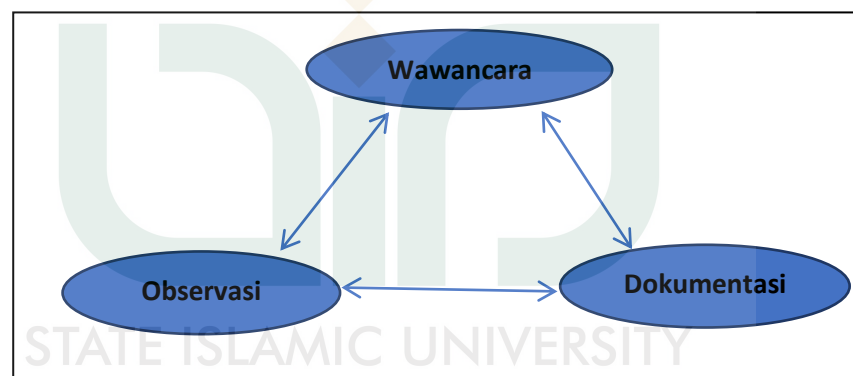 Wawancara
Observasi
Dokumentasi
STATE ISLAMIC UNIVERSITY